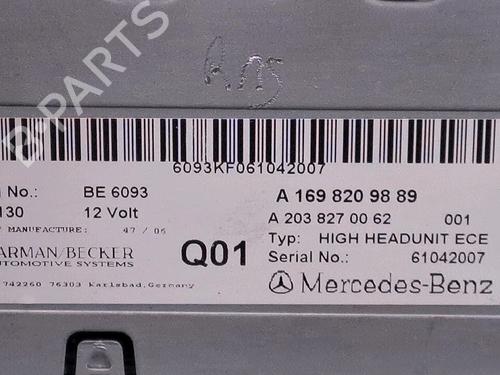 B-PARTS
6093KF061042007
No.: BE 6093
130 12 Volt
MANUFACTURE: 47 / 06
ARMAN/BECKER
AUTOMOTIVE SYSTEMS
742260 76303 Karlsbad,Germany
Q01
A 169 820 98 89
A 203 827 00 62 001
Typ: HIGH HEADUNIT ECE
Serial No.: 61042007
Mercedes-Benz